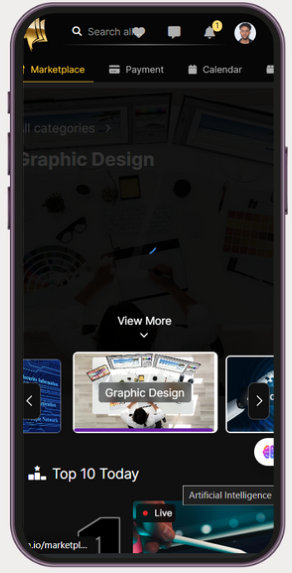 Search all
1
Marketplace
Payment
Calendar
All categories >
Graphic Design
View More
Graphic Design
Top 10 Today
Artificial Intelligence
Live
1
n.io/marketpl...